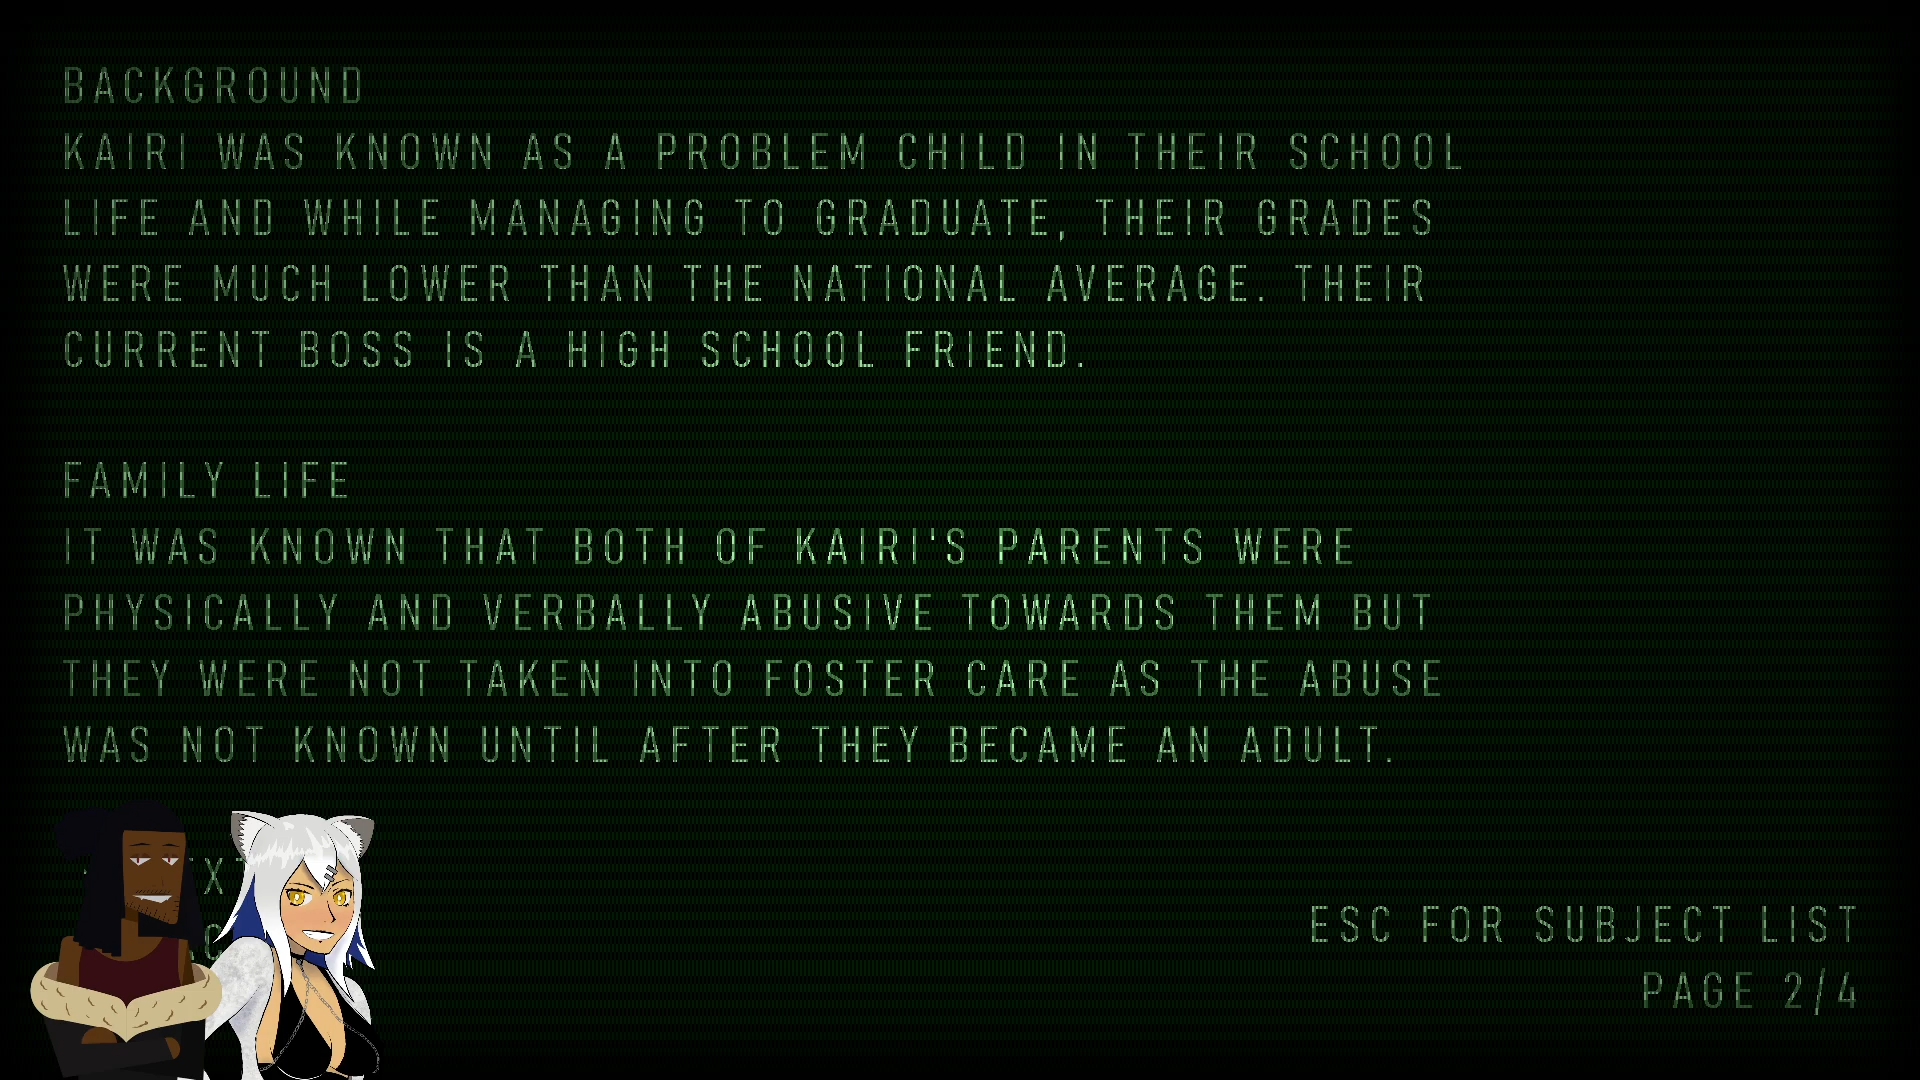 BACKGROUND
KAIRI WAS KNOWN AS A PROBLEM CHILD IN THEIR SCHOOL
LIFE AND WHILE MANAGING TO GRADUATE, THEIR GRADES
WERE MUCH LOWER THAN THE NATIONAL AVERAGE. THEIR
CURRENT BOSS IS A HIGH SCHOOL FRIEND.
FAMILY LIFE
IT WAS KNOWN THAT BOTH OF KAIRI'S PARENTS WERE
PHYSICALLY AND VERBALLY ABUSIVE TOWARDS THEM BUT
THEY WERE NOT TAKEN INTO FOSTER CARE AS THE ABUSE
WAS NOT KNOWN UNTIL AFTER THEY BECAME AN ADULT.
ESC FOR SUBJECT LIST
PAGE 2/4